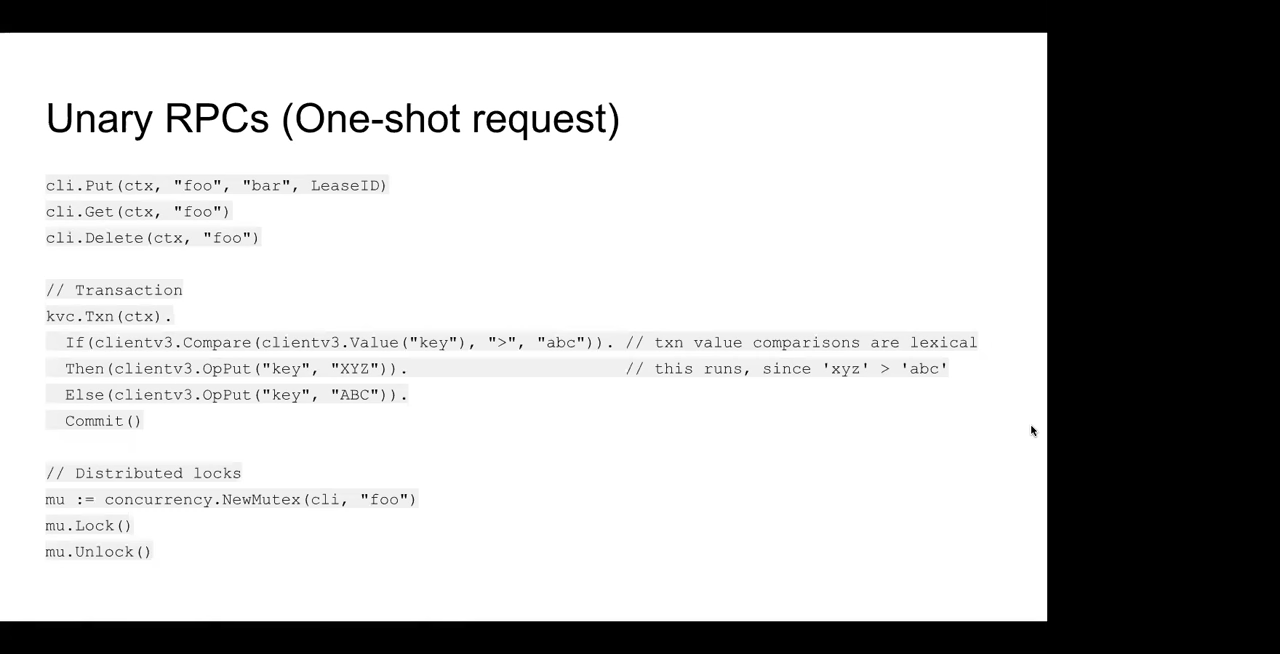 Unary RPCs (One-shot request)
cli.Put(ctx, "foo", "bar", LeaseID)
cli.Get(ctx, "foo")
cli.Delete(ctx, "foo")
// Transaction
kvc.Txn(ctx).
  If(clientv3.Compare(clientv3.Value("key"), ">", "abc")). // txn value comparisons are lexical
  Then(clientv3.OpPut("key", "XYZ")).                      // this runs, since 'xyz' > 'abc'
  Else(clientv3.OpPut("key", "ABC")).
  Commit()
// Distributed locks
mu := concurrency.NewMutex(cli, "foo")
mu.Lock()
mu.Unlock()